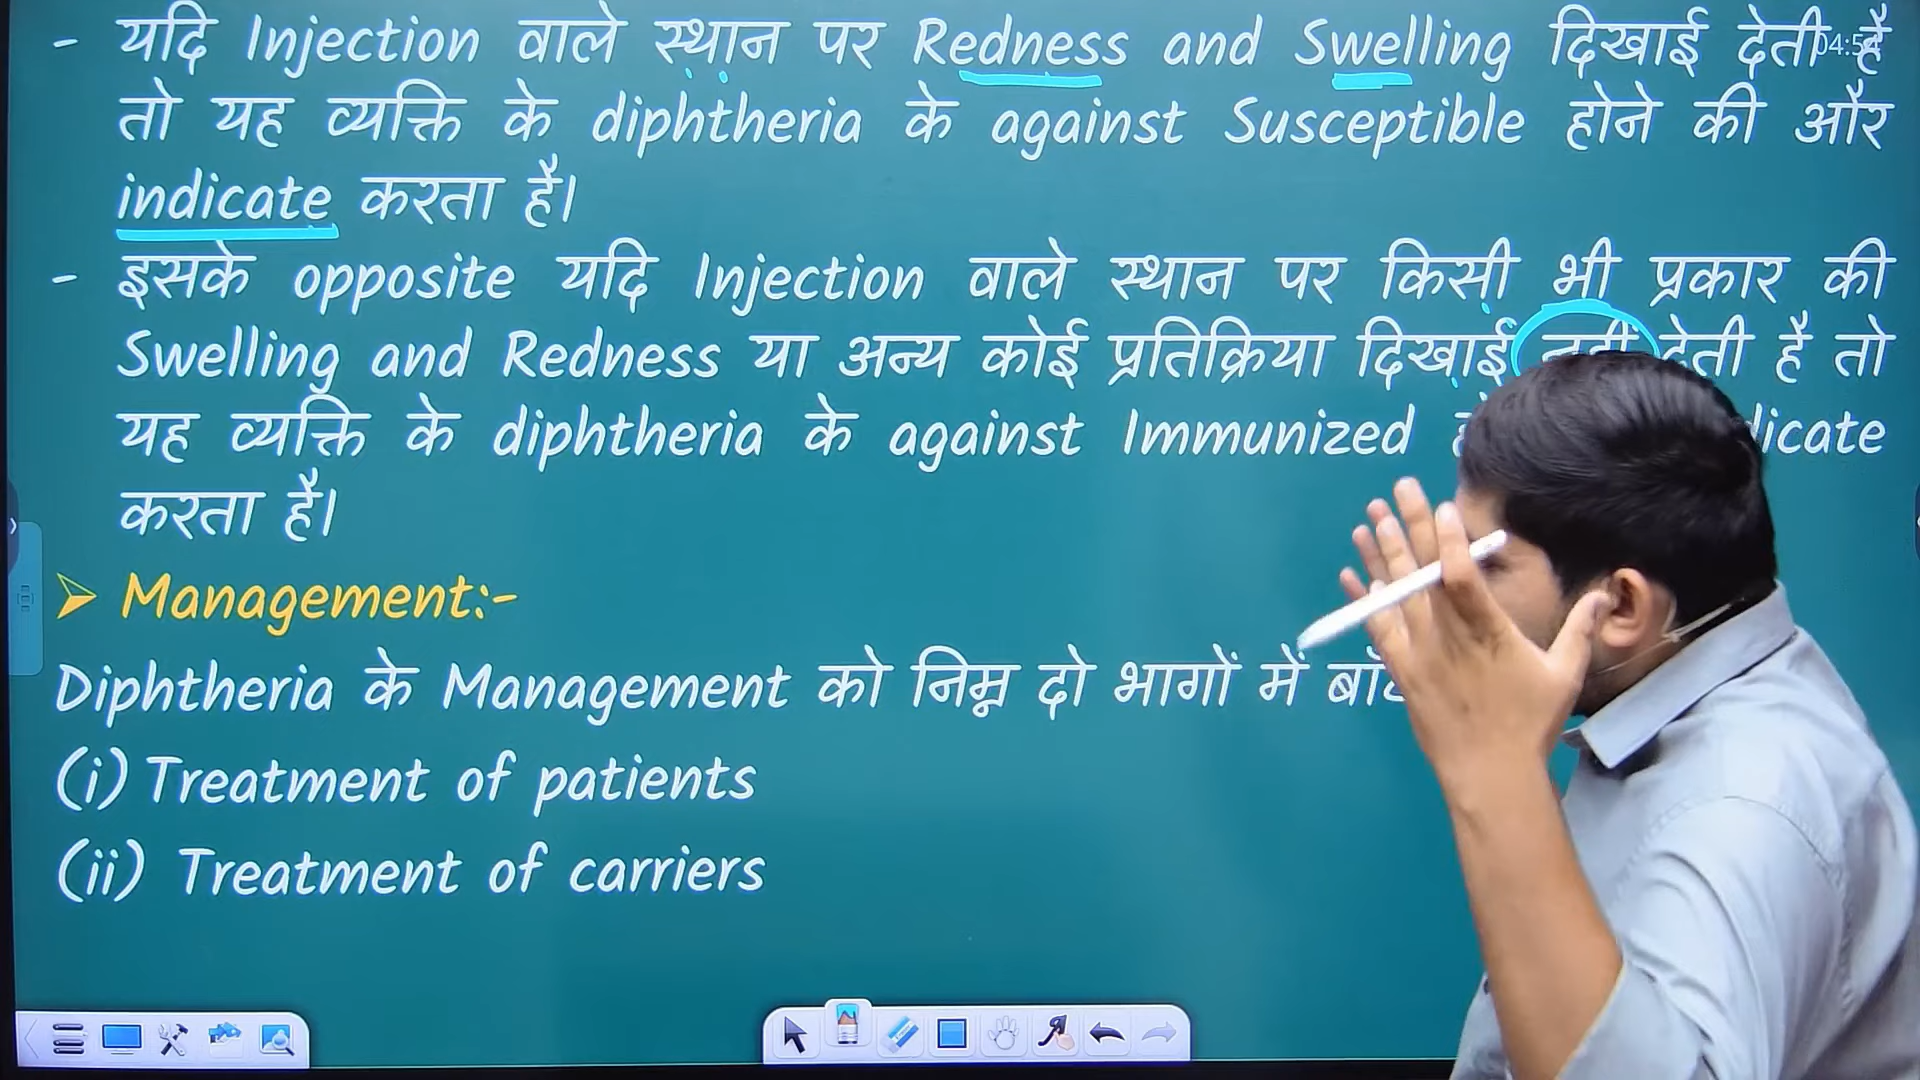 - यदि Injection वाले स्थान पर Redness and Swelling दिखाई देती है
तो यह व्यक्ति के diphtheria के against Susceptible होने की और
indicate करता है।
- इसके opposite यदि Injection वाले स्थान पर किसी भी प्रकार की
Swelling and Redness या अन्य कोई प्रतिक्रिया दिखाई नहीं देती है तो
यह व्यक्ति के diphtheria के against Immunized
करता है।
➤ Management:-
Diphtheria के Management को निम्न दो भागों में
(i) Treatment of patients
(ii) Treatment of carriers